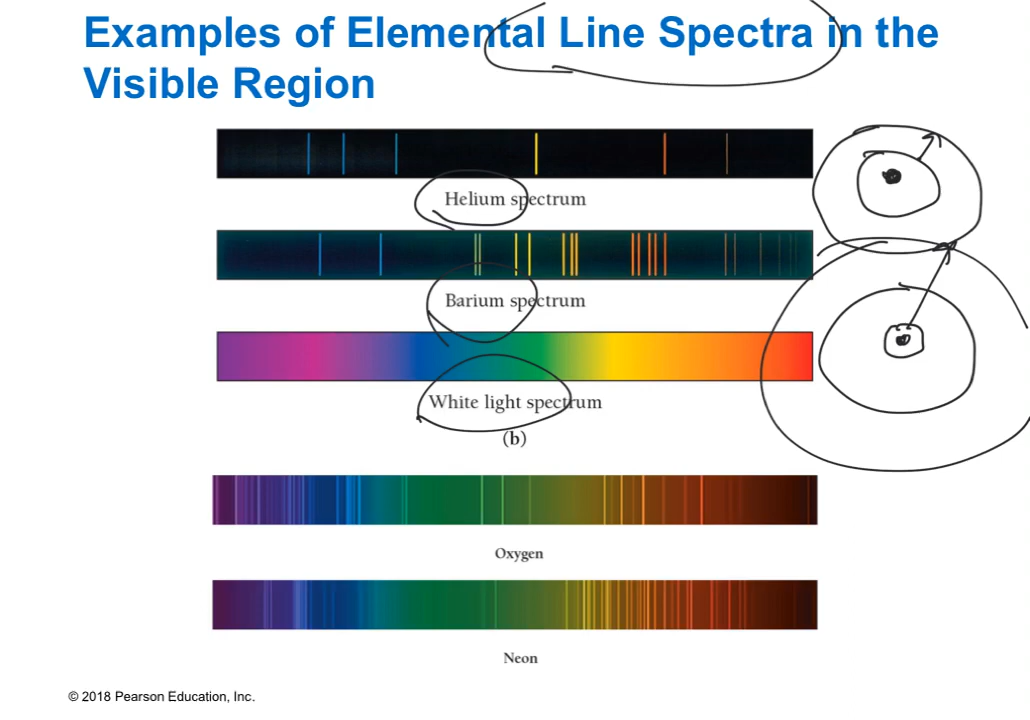 Examples of Elemental Line Spectra in the
Visible Region
Helium spectrum
Barium spectrum
White light spectrum
(b)
Oxygen
Neon
© 2018 Pearson Education, Inc.